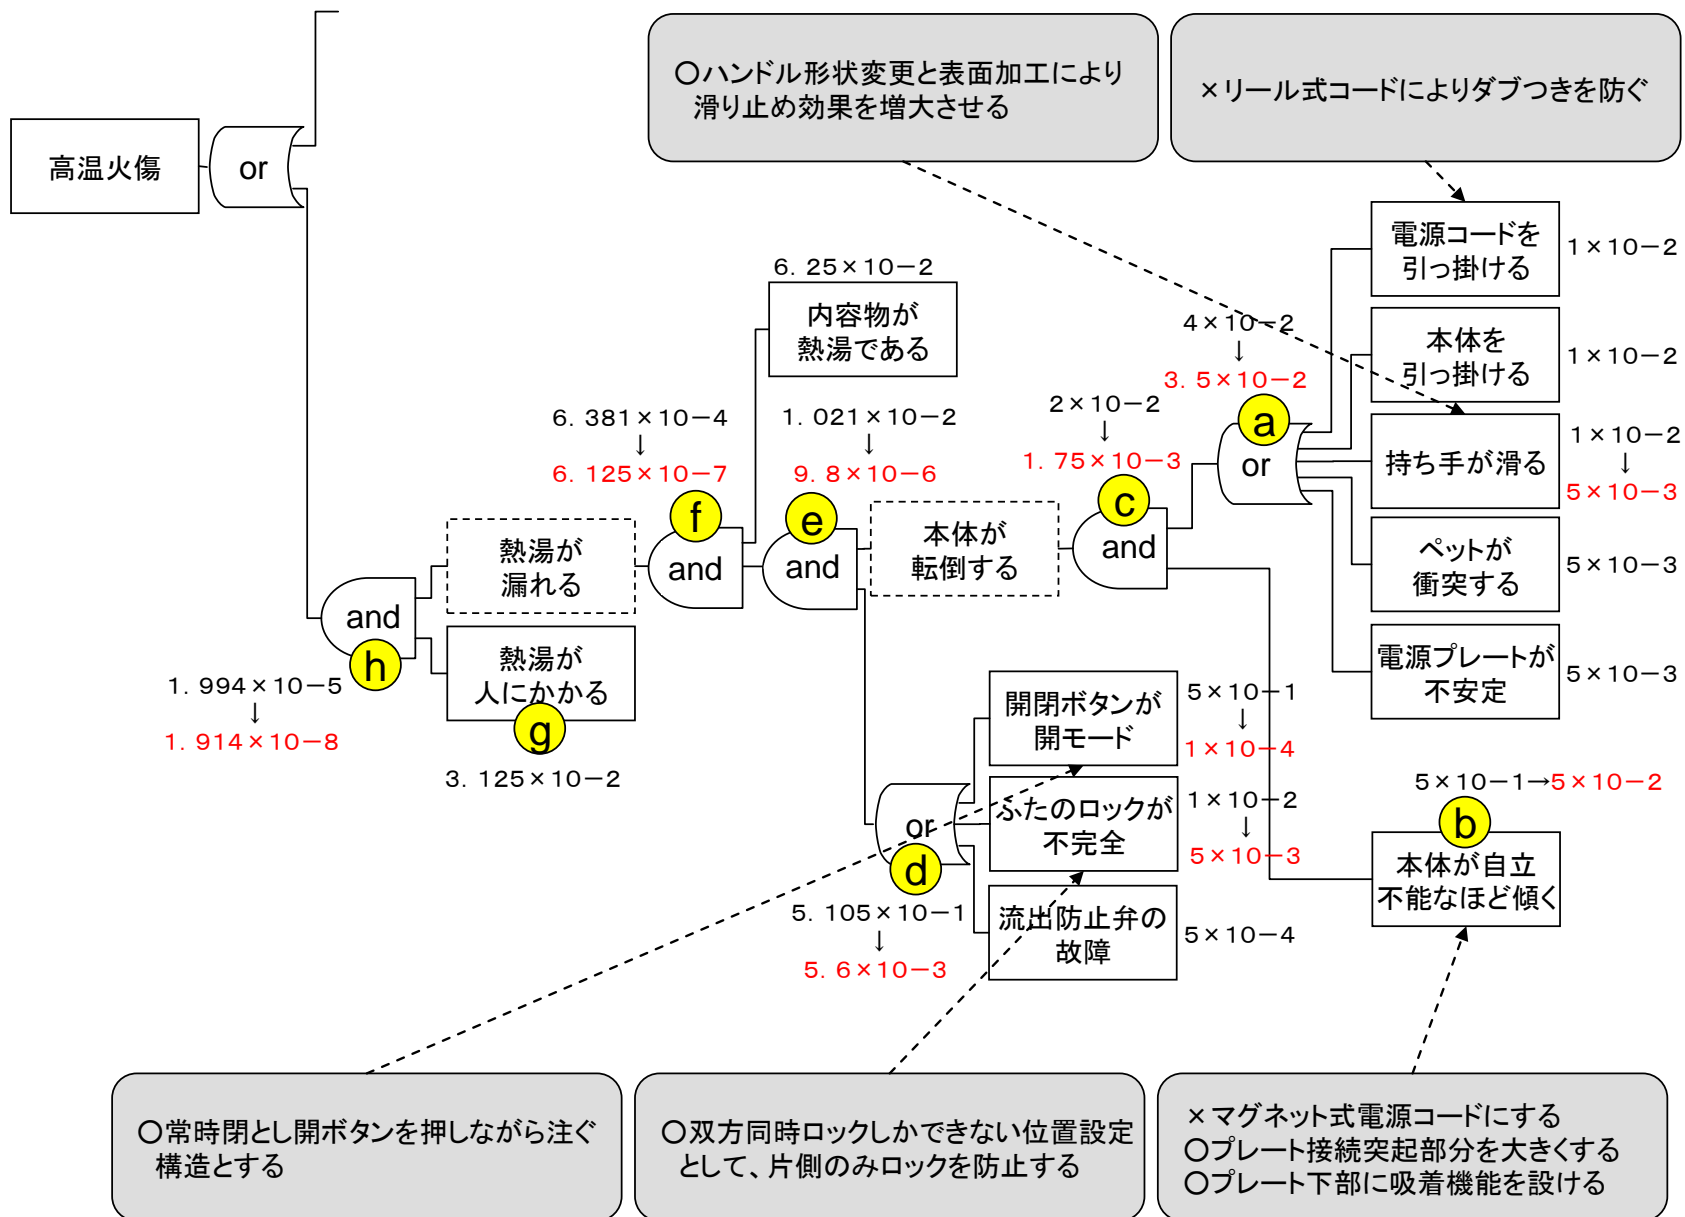 〇ハンドル形状変更と表面加工により
滑り止め効果を増大させる
×リール式コードによりダブつきを防ぐ
高温火傷
or
電源コードを
引っ掛ける
1×10－2
6．25×10－2
内容物が
熱湯である
4×10－2
↓
3．5×10－2
本体を
引っ掛ける
1×10－2
6．381×10－4
↓
6．125×10－7
1．021×10－2
↓
9．8×10－6
2×10－2
↓
1．75×10－3
a
or
持ち手が滑る
1×10－2
↓
5×10－3
f
and
e
and
c
and
熱湯が
漏れる
本体が
転倒する
ペットが
衝突する
5×10－3
and
h
1．994×10－5
↓
1．914×10－8
熱湯が
人にかかる
g
3．125×10－2
電源プレートが
不安定
5×10－3
開閉ボタンが
開モード
5×10－1
↓
1×10－4
or
d
5．105×10－1
↓
5．6×10－3
ふたのロックが
不完全
1×10－2
↓
5×10－3
5×10－1→5×10－2
b
本体が自立
不能なほど傾く
流出防止弁の
故障
5×10－4
〇常時閉とし開ボタンを押しながら注ぐ
構造とする
〇双方同時ロックしかできない位置設定
として、片側のみロックを防止する
×マグネット式電源コードにする
〇プレート接続突起部分を大きくする
〇プレート下部に吸着機能を設ける